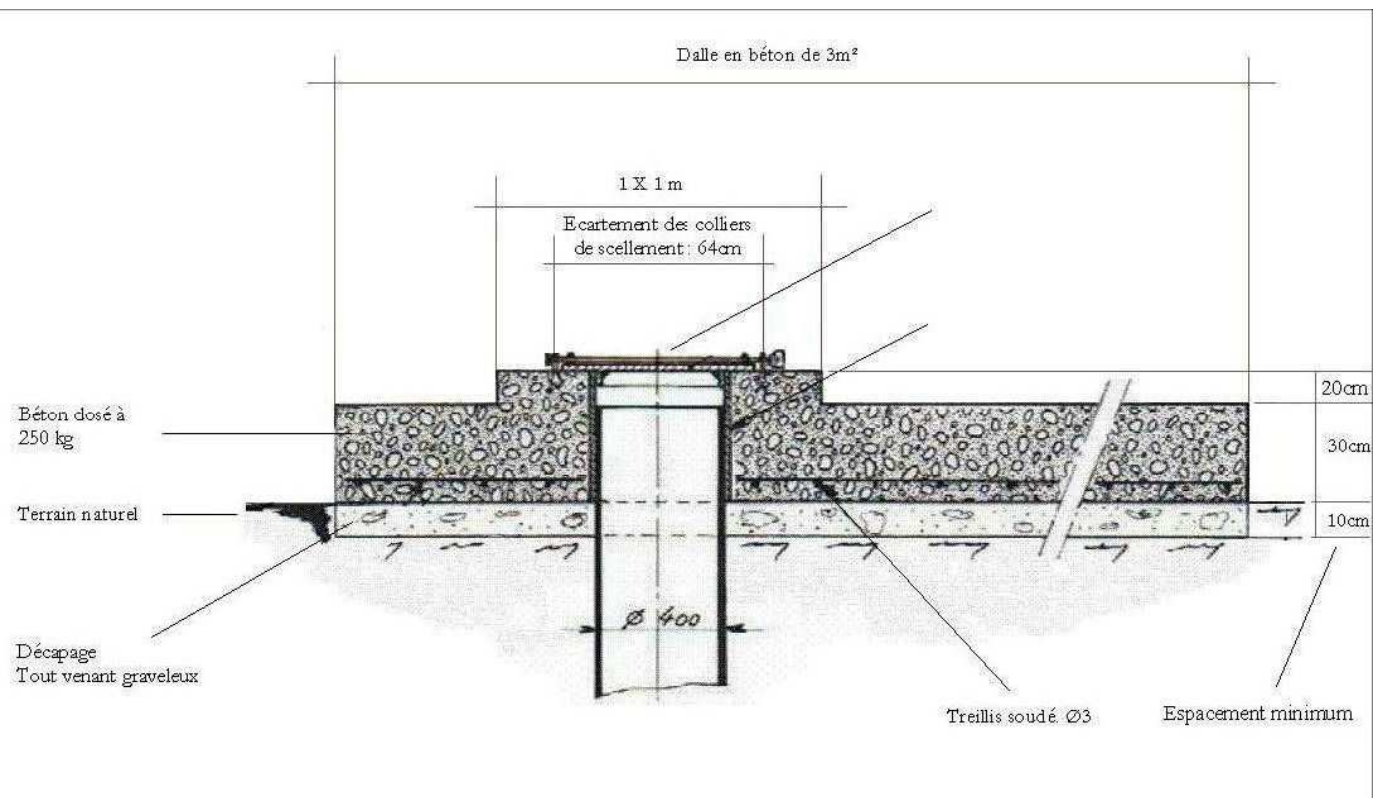 Dalle en béton de 3m²
1 X 1 m
Ecartement des colliers
de scellement : 64cm
20cm
Béton dosé à
250 kg
30cm
Terrain naturel
10cm
Ø 400
Décapage
Tout venant graveleux
Treillis soudé. Ø3
Espacement minimum